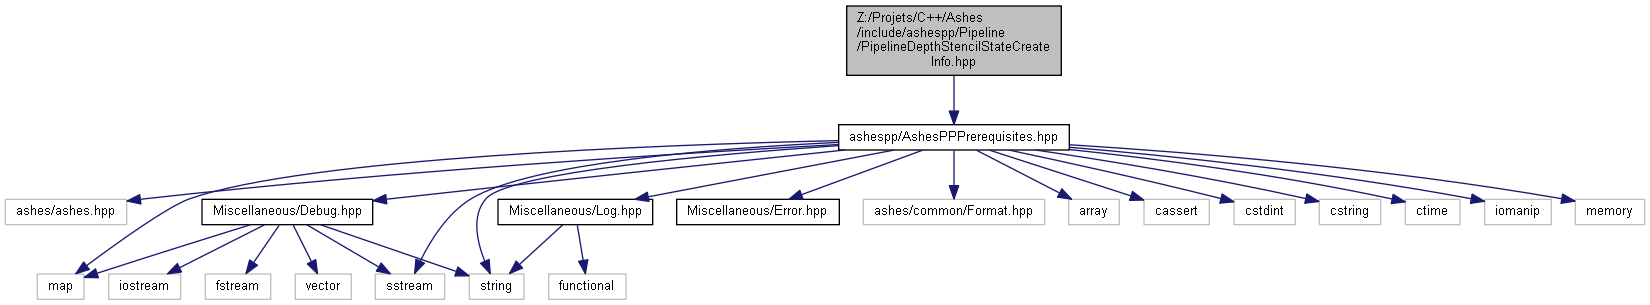 Z:/Projets/C++/Ashes
/include/ashespp/Pipeline
/PipelineDepthStencilStateCreate
Info.hpp
ashespp/AshesPPPrerequisites.hpp
ashes/ashes.hpp
Miscellaneous/Debug.hpp
Miscellaneous/Log.hpp
Miscellaneous/Error.hpp
ashes/common/Format.hpp
array
cassert
cstdint
cstring
ctime
iomanip
memory
map
iostream
fstream
vector
sstream
string
functional